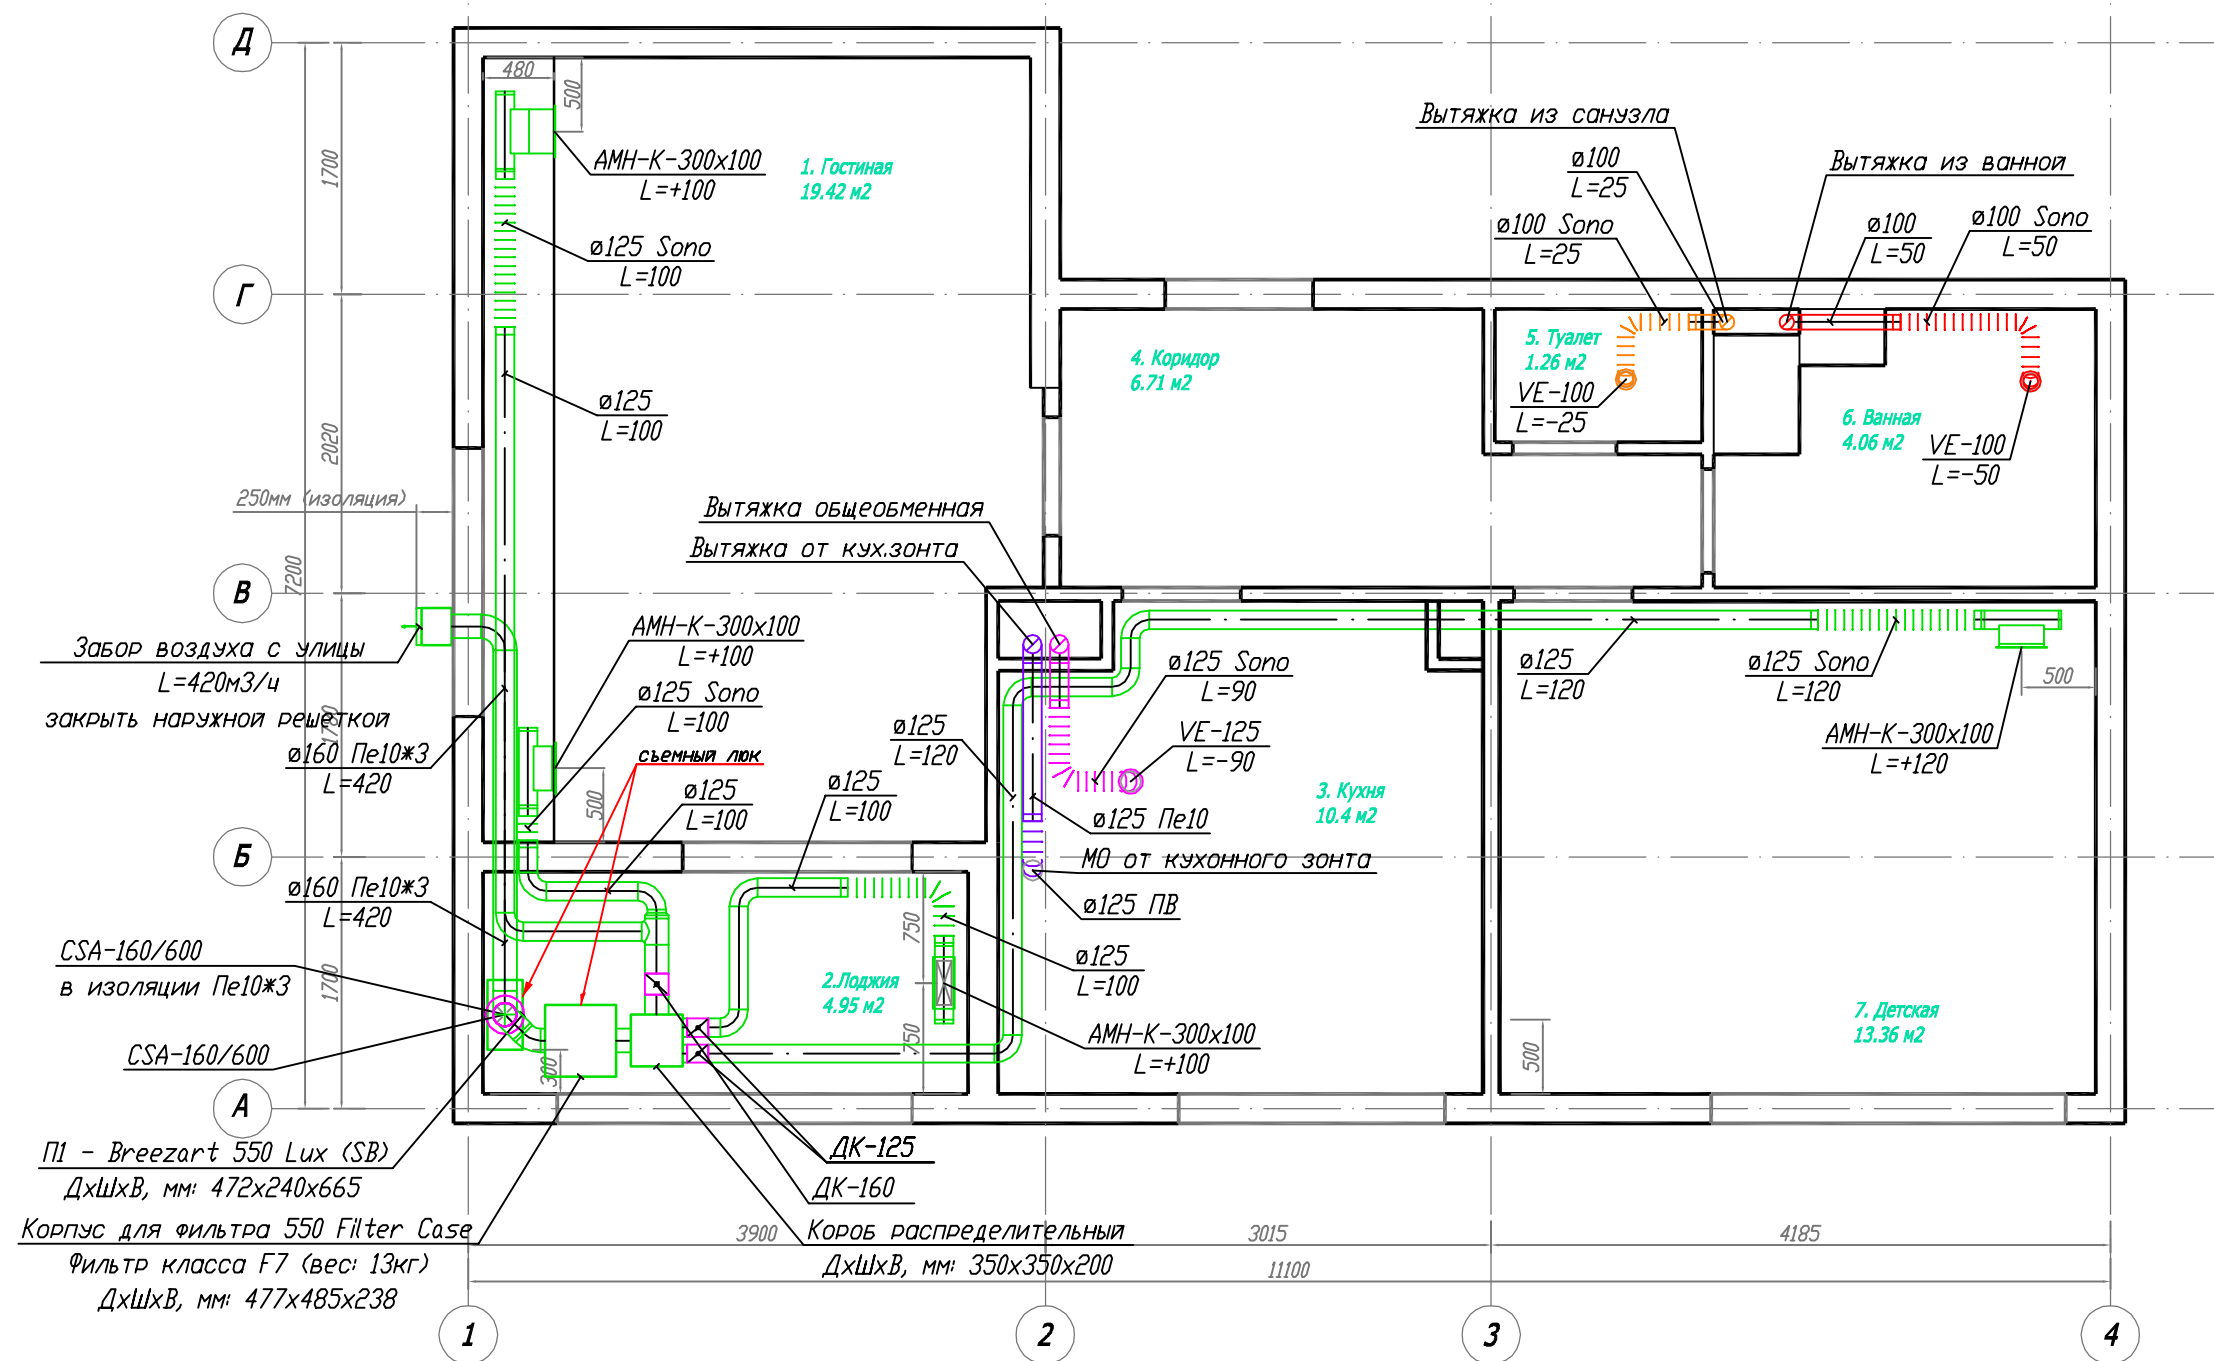 Д
480
500
1700
АМН-К-300х100
L=+100
1. Гостиная
19.42 м2
Вытяжка из санузла
ø100
L=25
Вытяжка из ванной
ø100 Sono
L=25
ø100
L=50
ø100 Sono
L=50
ø125 Sono
L=100
Г
5. Туалет
1.26 м2
4. Коридор
6.71 м2
VE-100
L=-25
ø125
L=100
6. Ванная
4.06 м2
VE-100
L=-50
2020
250мм (изоляция)
Вытяжка общеобменная
Вытяжка от кух.зонта
7200
В
Забор воздуха с улицы
L=420м3/ч
закрыть наружной решеткой
АМН-К-300х100
L=+100
ø125 Sono
L=100
ø125 Sono
L=90
ø125
L=120
ø125 Sono
L=120
500
1780
ø160 Пе10*3
L=420
съемный люк
ø125
L=120
VE-125
L=-90
АМН-К-300х100
L=+120
500
ø125
L=100
ø125
L=100
3. Кухня
10.4 м2
ø125 Пе10
Б
МО от кухонного зонта
ø160 Пе10*3
L=420
ø125 ПВ
750
CSA-160/600
в изоляции Пе10*3
1700
2.Лоджия
4.95 м2
ø125
L=100
7. Детская
13.36 м2
CSA-160/600
300
750
АМН-К-300х100
L=+100
500
А
П1 - Breezart 550 Lux (SB)
ДхШхВ, мм: 472х240х665
ДК-125
ДК-160
Корпус для фильтра 550 Filter Case
Фильтр класса F7 (вес: 13кг)
ДхШхВ, мм: 477х485х238
3900
Короб распределительный
ДхШхВ, мм: 350х350х200
3015
4185
11100
1
2
3
4